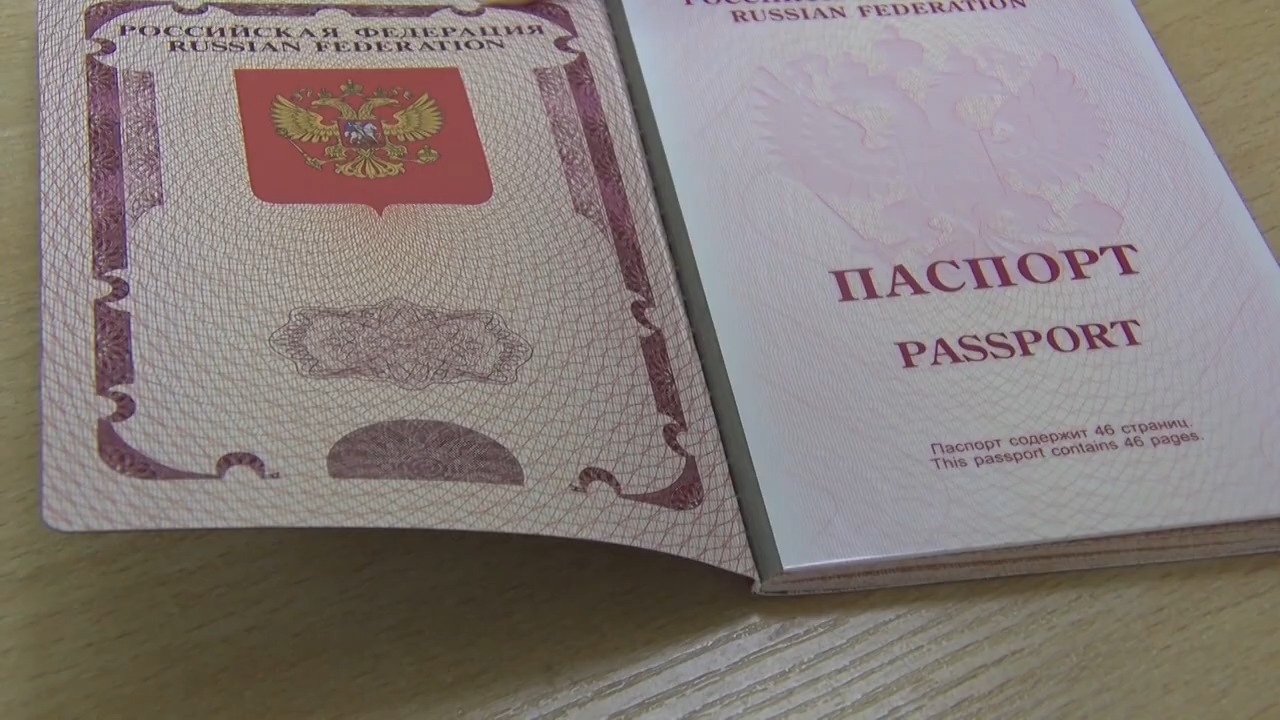 РОССИЙСКАЯ ФЕДЕРАЦИЯ
RUSSIAN FEDERATION
RUSSIAN FEDERATION
ПАСПОРТ
PASSPORT
Паспорт содержит 46 страниц.
This passport contains 46 pages.